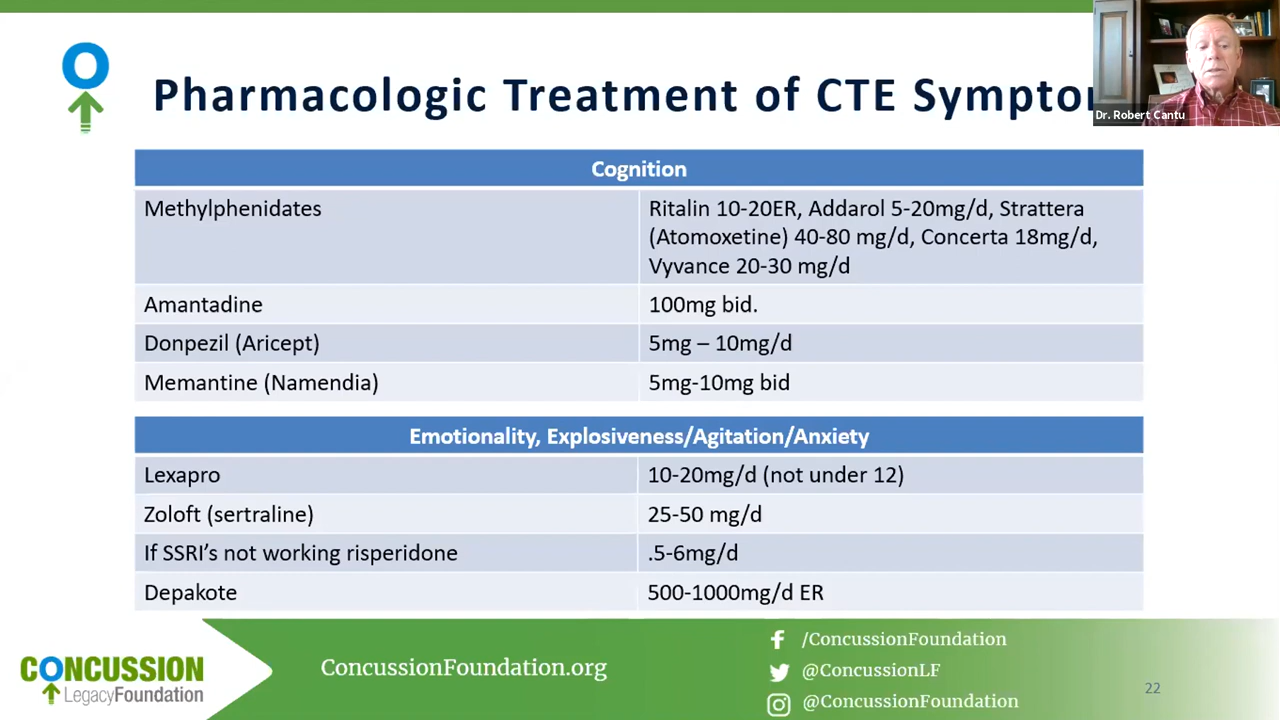 Pharmacologic Treatment of CTE Symptom
Dr. Robert Cantu
Cognition
Methylphenidates
Ritalin 10-20ER, Addarol 5-20mg/d, Strattera
(Atomoxetine) 40-80 mg/d, Concerta 18mg/d,
Vyvance 20-30 mg/d
Amantadine
100mg bid.
Donpezil (Aricept)
5mg – 10mg/d
Memantine (Namendia)
5mg-10mg bid
Emotionality, Explosiveness/Agitation/Anxiety
Lexapro
10-20mg/d (not under 12)
Zoloft (sertraline)
25-50 mg/d
If SSRI's not working risperidone
.5-6mg/d
Depakote
500-1000mg/d ER
CONCUSSION
LegacyFoundation
ConcussionFoundation.org
/ConcussionFoundation
@ConcussionLF
@ConcussionFoundation
22